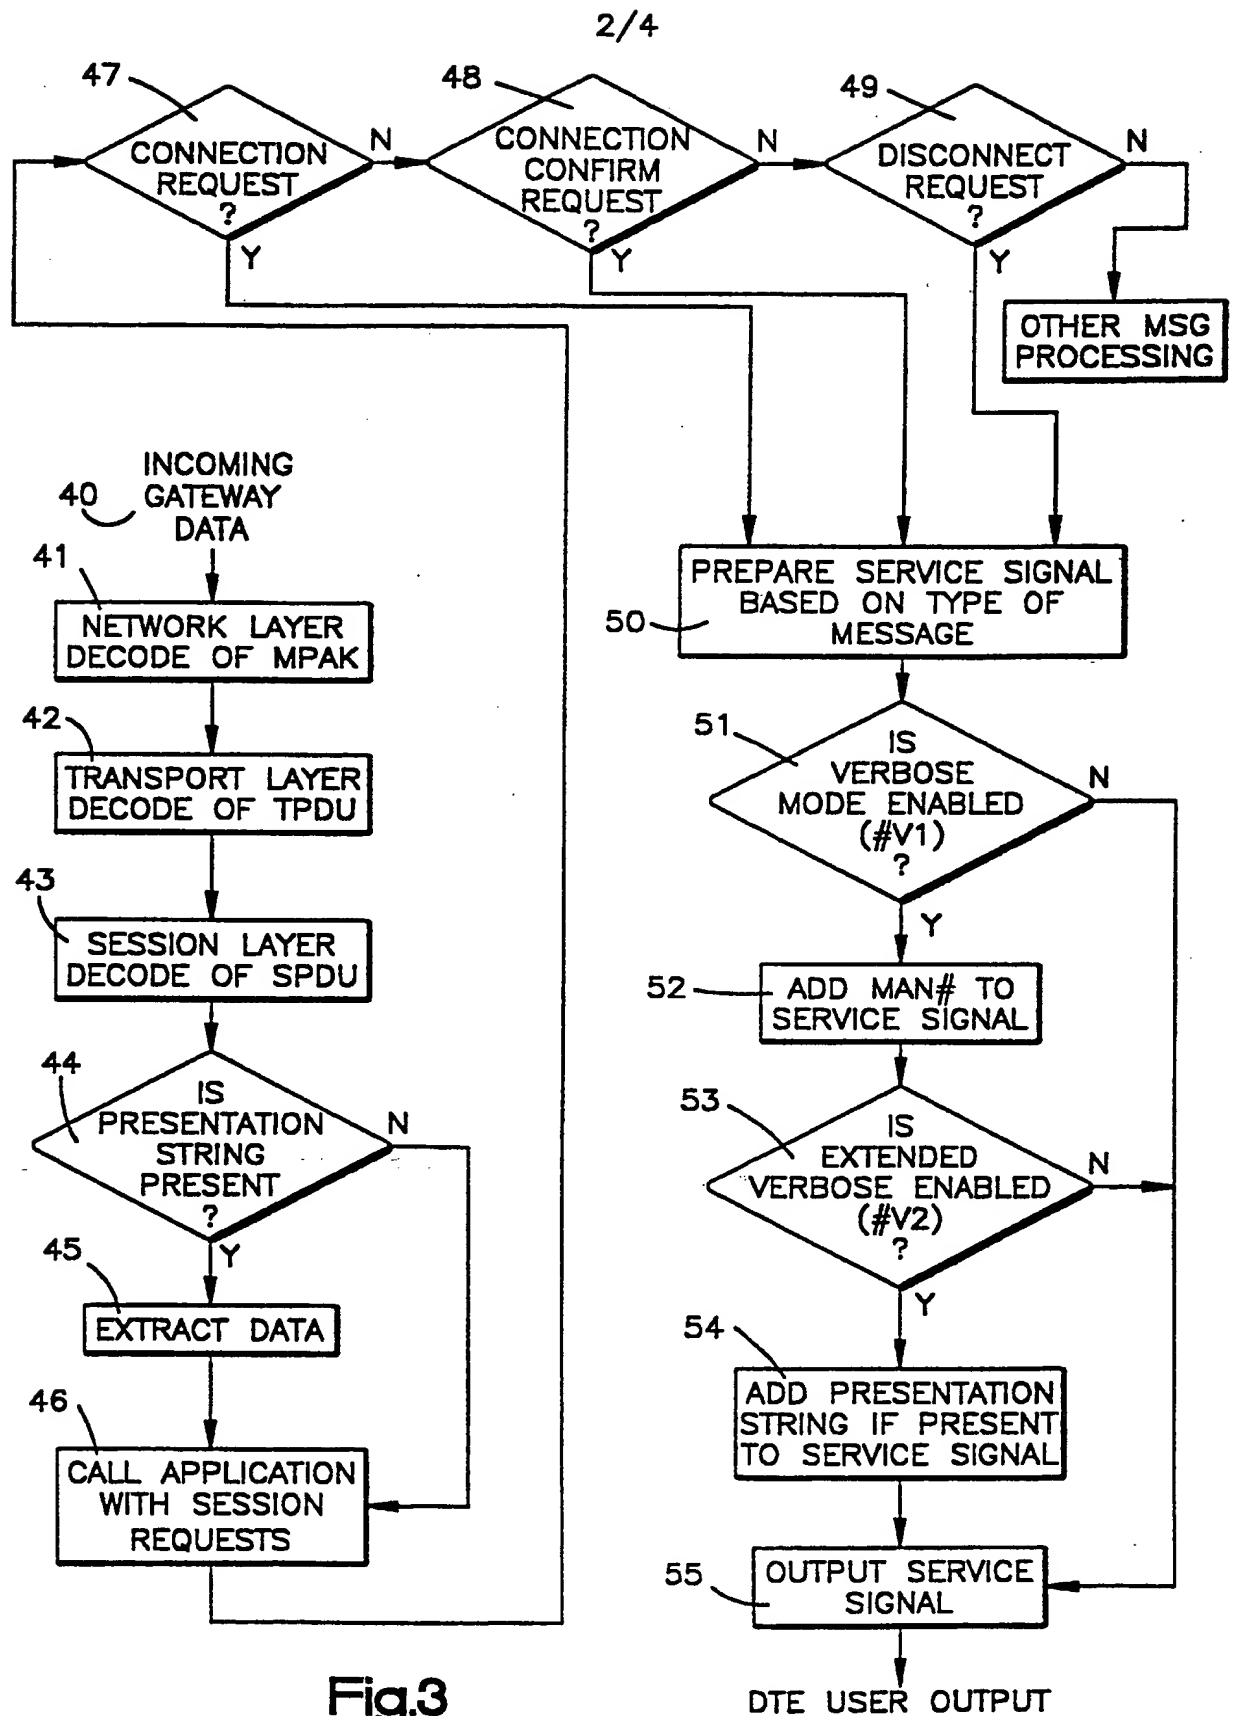 2/4
47
CONNECTION
REQUEST
?
N
Y
48
CONNECTION
CONFIRM
REQUEST
?
N
Y
49
DISCONNECT
REQUEST
?
N
Y
OTHER MSG
PROCESSING
40
INCOMING
GATEWAY
DATA
41
NETWORK LAYER
DECODE OF MPAK
42
TRANSPORT LAYER
DECODE OF TPDU
43
SESSION LAYER
DECODE OF SPDU
44
IS
PRESENTATION
STRING
PRESENT
?
N
Y
45
EXTRACT DATA
46
CALL APPLICATION
WITH SESSION
REQUESTS
50
PREPARE SERVICE SIGNAL
BASED ON TYPE OF
MESSAGE
51
IS
VERBOSE
MODE ENABLED
(#V1)
?
N
Y
52
ADD MAN# TO
SERVICE SIGNAL
53
IS
EXTENDED
VERBOSE ENABLED
(#V2)
?
N
Y
54
ADD PRESENTATION
STRING IF PRESENT
TO SERVICE SIGNAL
55
OUTPUT SERVICE
SIGNAL
DTE USER OUTPUT
Fig.3